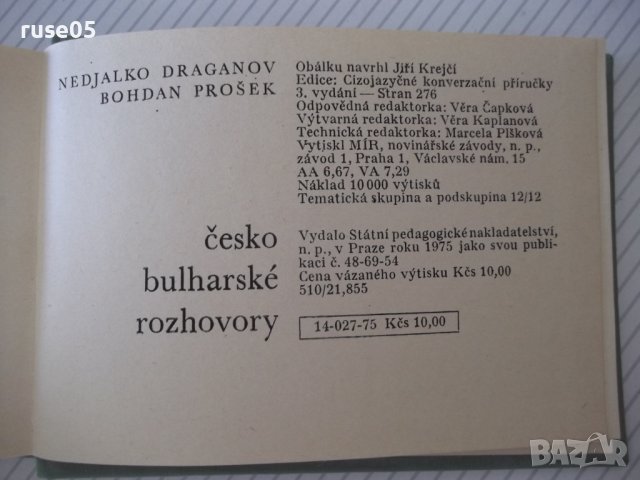 ruse05
NEDJALKO DRAGANOV
BOHDAN PROŠEK
česko
bulharské
rozhovory
Obálku navrhl Jiří Krejčí
Edice: Cizojazyčné konverzační příručky
3. vydání — Stran 276
Odpovědná redaktorka: Věra Čapková
Výtvarná redaktorka: Věra Kaplanová
Technická redaktorka: Marcela Plšková
Vytiskl MÍR, novinářské závody, n. p.,
závod 1, Praha 1, Václavské nám. 15
AA 6,67, VA 7,29
Náklad 10 000 výtisků
Tematická skupina a podskupina 12/12
Vydalo Státní pedagogické nakladatelství,
n. p., v Praze roku 1975 jako svou publi-
kaci č. 48-69-54
Cena vázaného výtisku Kčs 10,00
510/21,855
14-027-75 Kčs 10,00
BAZAR
bg